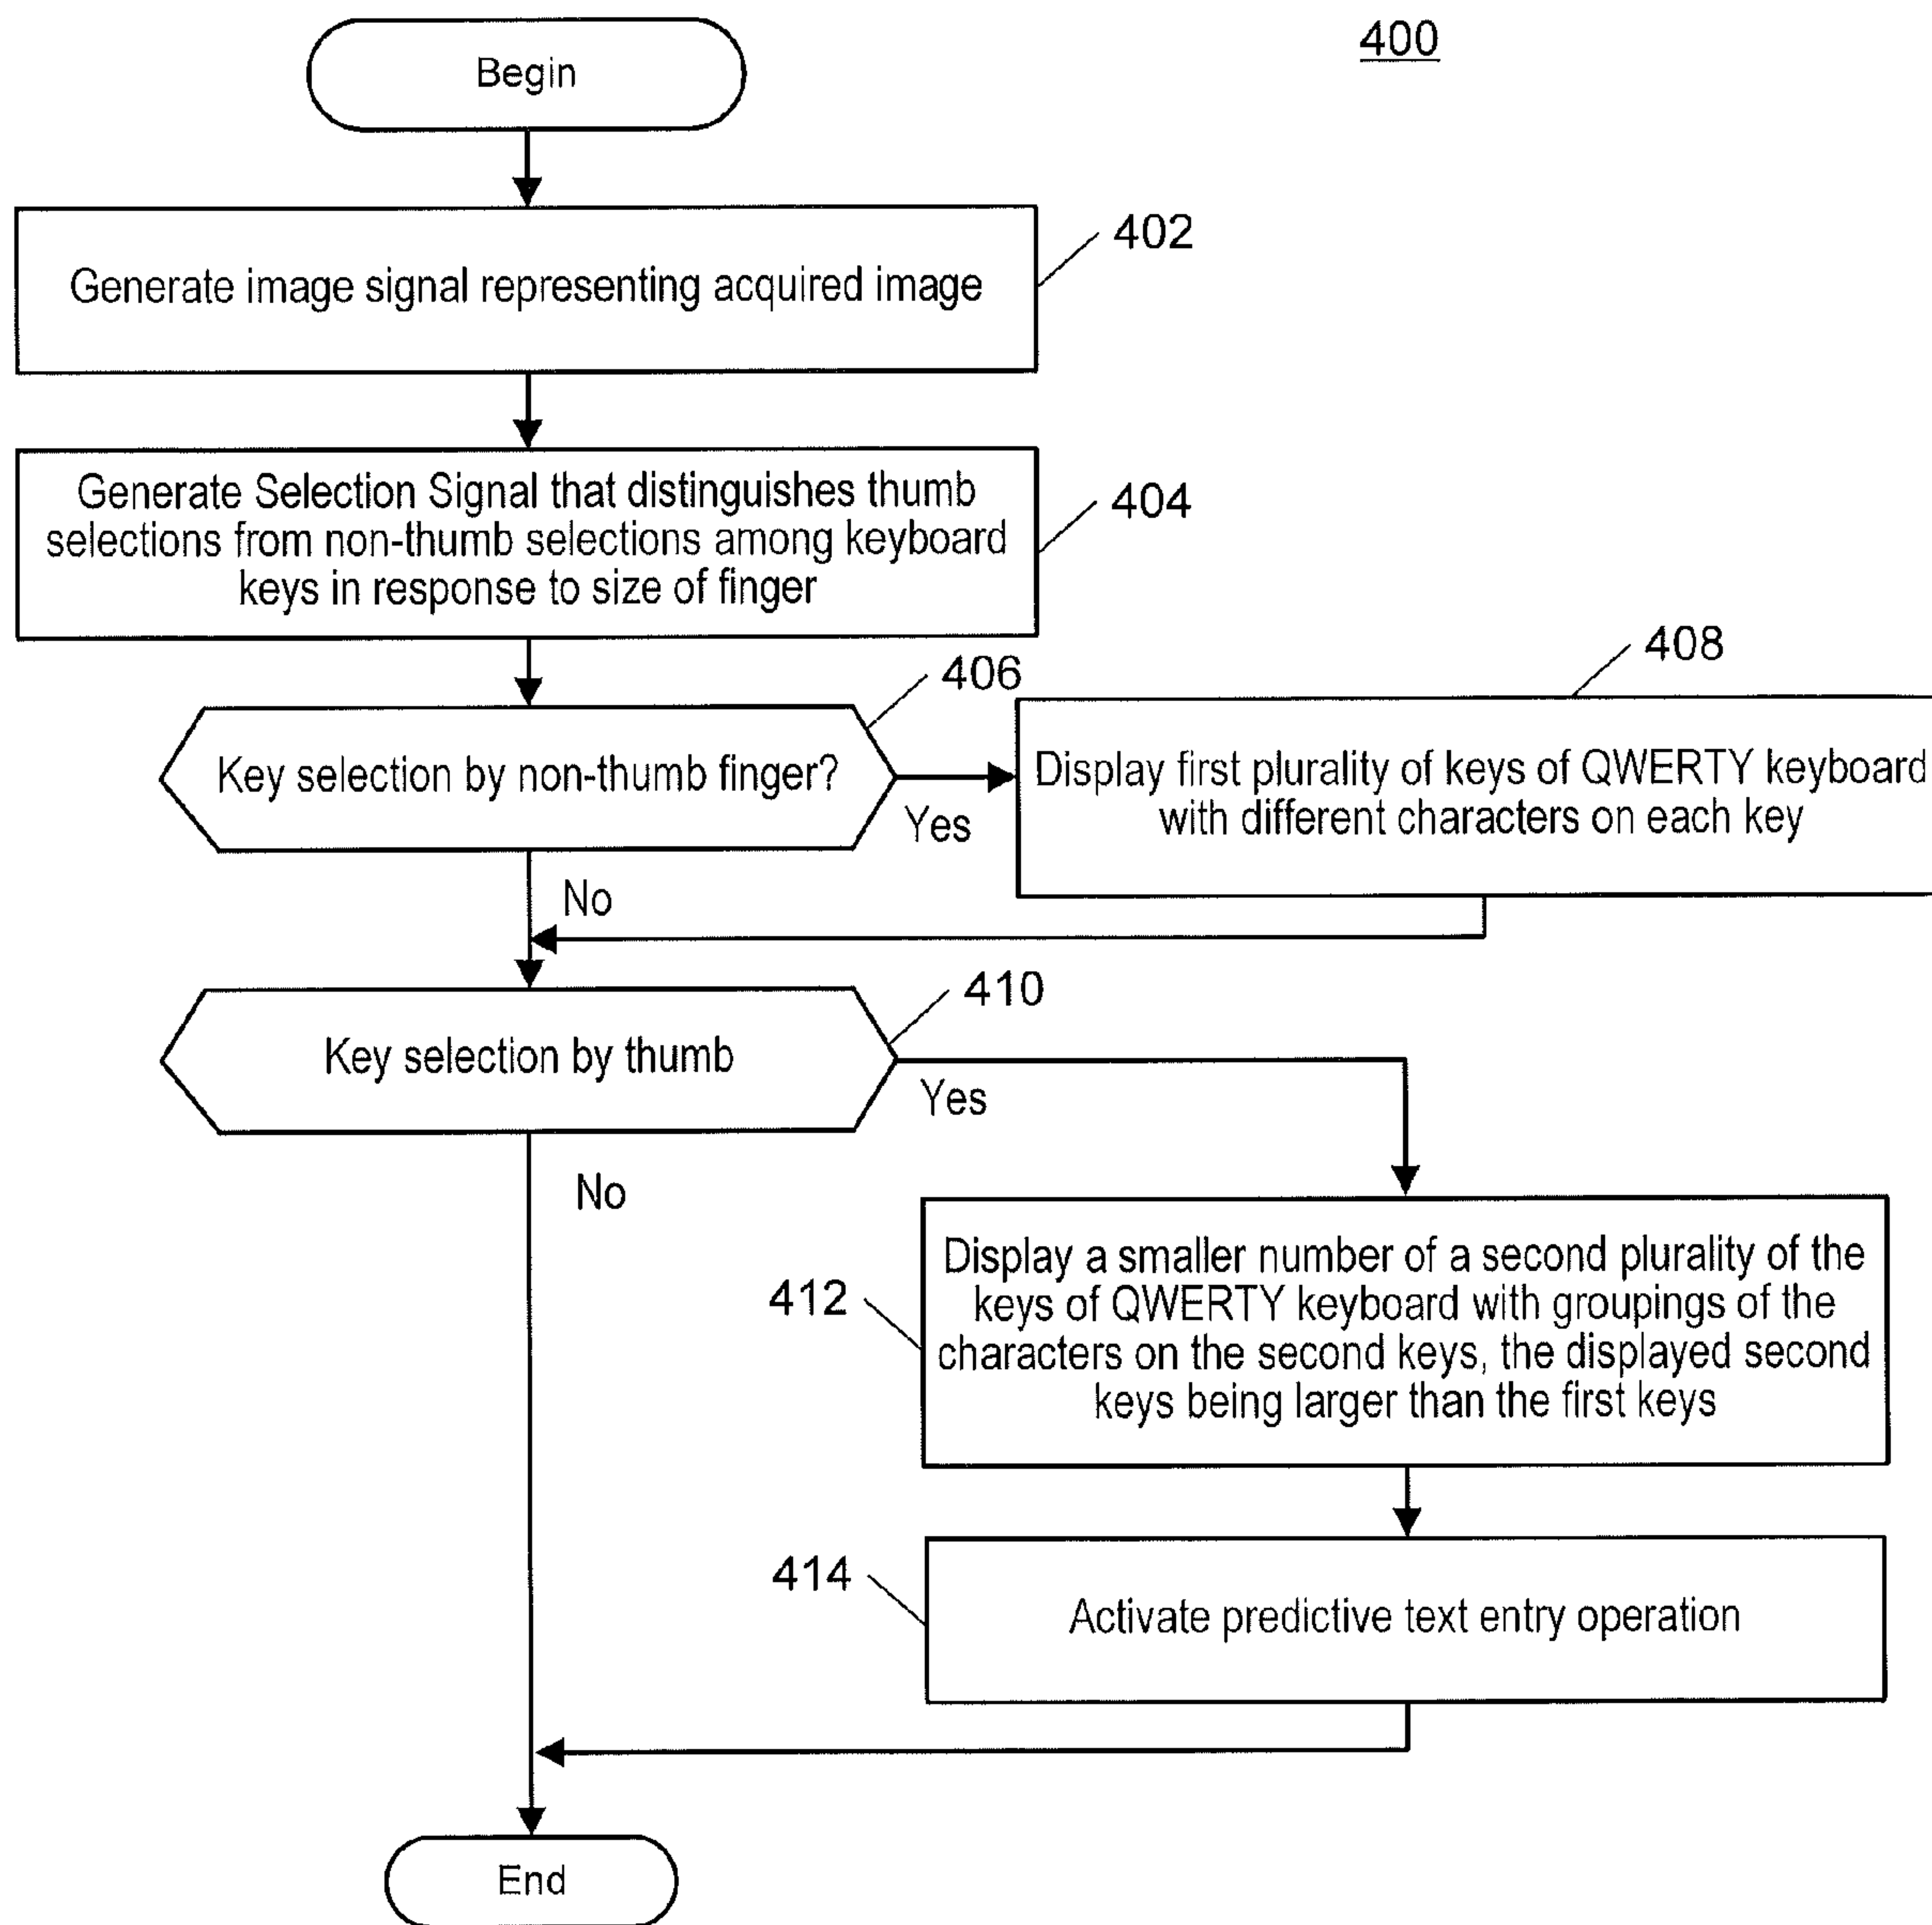 400
Begin
402
Generate image signal representing acquired image
404
Generate Selection Signal that distinguishes thumb
selections from non-thumb selections among keyboard
keys in response to size of finger
406
Key selection by non-thumb finger?
Yes
408
Display first plurality of keys of QWERTY keyboard
with different characters on each key
No
410
Key selection by thumb
Yes
No
412
Display a smaller number of a second plurality of the
keys of QWERTY keyboard with groupings of the
characters on the second keys, the displayed second
keys being larger than the first keys
414
Activate predictive text entry operation
End